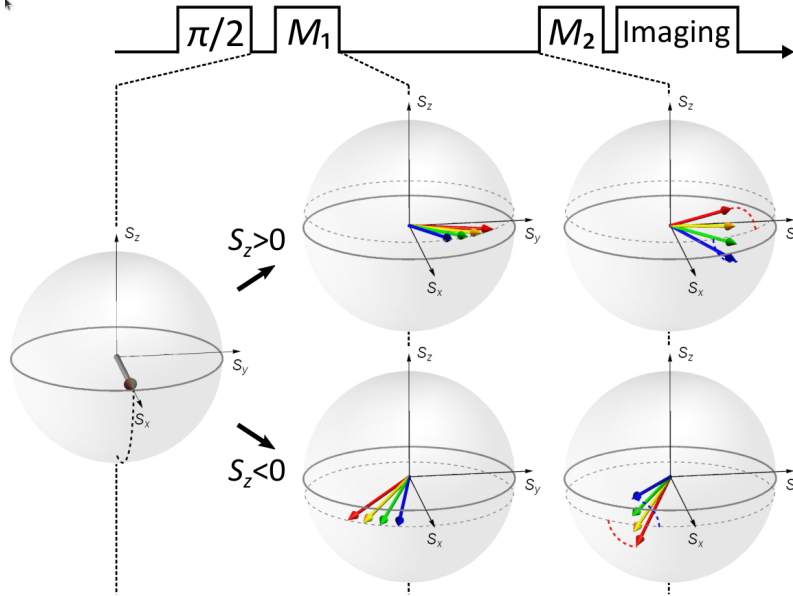 π/2 M₁ M₂ Imaging
Sz Sz
Sz>0
Sz
Sy S
Sx Sx
Sy
Sx
Sz Sz
Sz<0
Sy S
Sx Sx